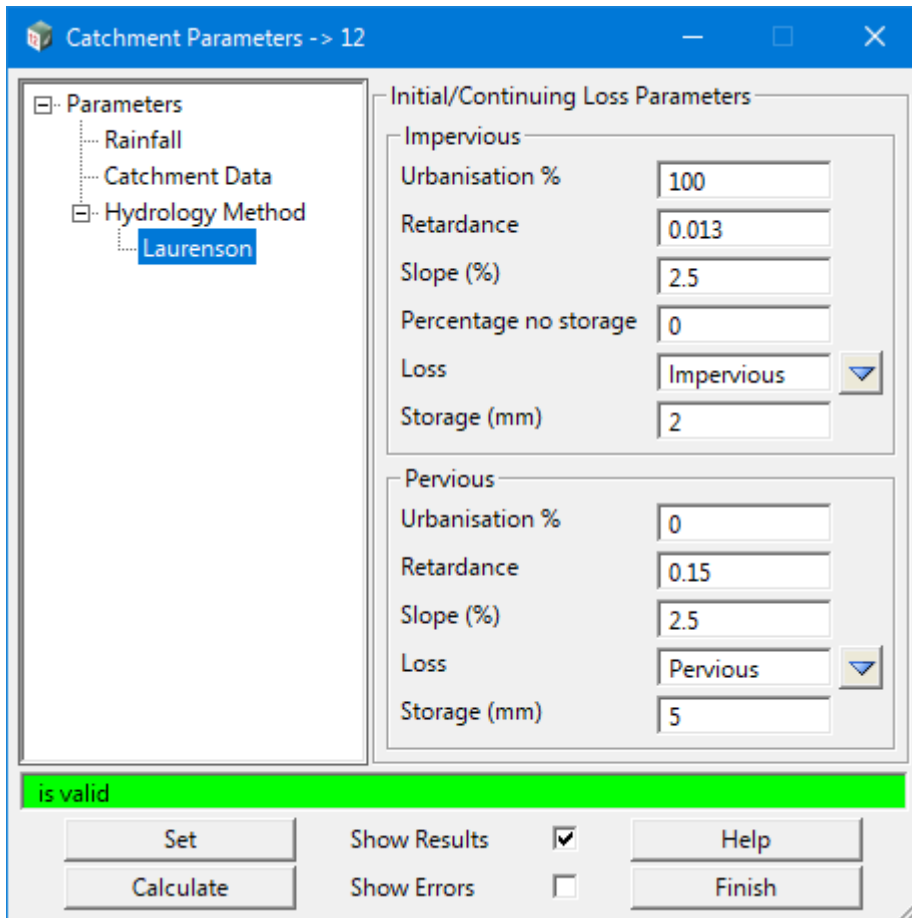 12
Catchment Parameters -> 12
Parameters
Rainfall
Catchment Data
Hydrology Method
Laurenson
Initial/Continuing Loss Parameters
Impervious
Urbanisation % 100
Retardance 0.013
Slope (%) 2.5
Percentage no storage 0
Loss Impervious
Storage (mm) 2
Pervious
Urbanisation % 0
Retardance 0.15
Slope (%) 2.5
Loss Pervious
Storage (mm) 5
is valid
Set Show Results Help
Calculate Show Errors Finish